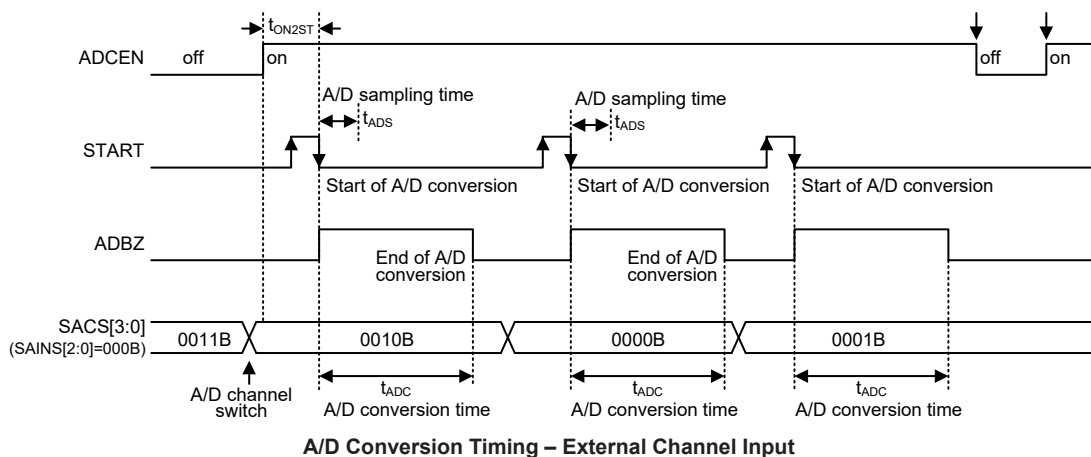 tON2ST
ADCEN off on off on
A/D sampling time A/D sampling time
tADS tADS
START
Start of A/D conversion Start of A/D conversion Start of A/D conversion
ADBZ
End of A/D conversion End of A/D conversion
SACS[3:0]
(SAINS[2:0]=000B)
0011B 0010B 0000B 0001B
A/D channel switch
tADC tADC tADC
A/D conversion time A/D conversion time A/D conversion time
A/D Conversion Timing – External Channel Input